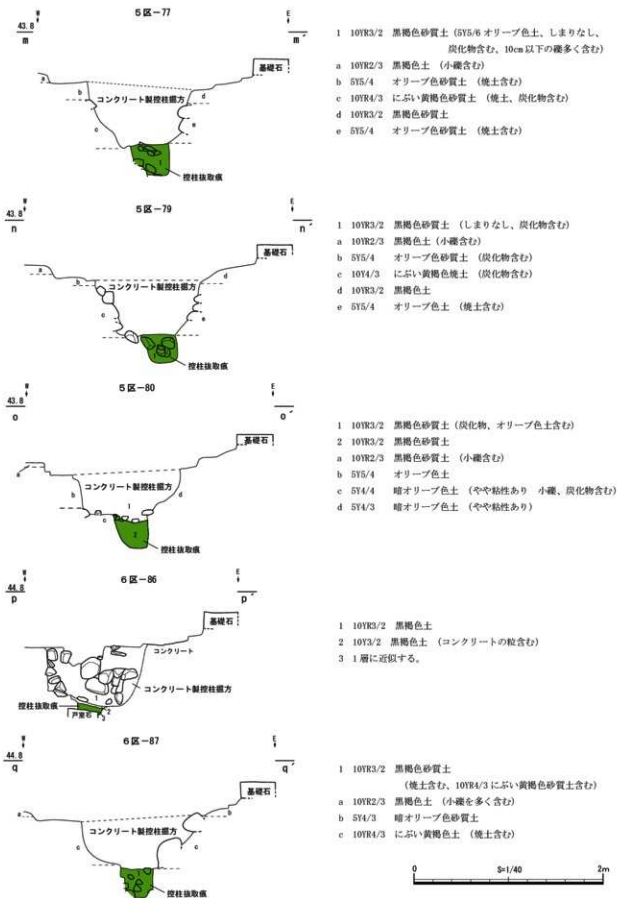 5区-77
W
E
43.8
m
m´
基礎石
コンクリート製控柱掘方
a
b
c
d
e
1
控柱抜取痕
1 10YR3/2 黒褐色砂質土（5Y5/6 オリーブ色土、しまりなし、
炭化物含む、10cm 以下の礫多く含む）
a 10YR2/3 黒褐色土（小礫含む）
b 5Y5/4 オリーブ色砂質土（焼土含む）
c 10YR4/3 にぶい黄褐色砂質土（焼土、炭化物含む）
d 10YR3/2 黒褐色砂質土
e 5Y5/4 オリーブ色砂質土（焼土含む）
5区-79
W
E
43.8
n
n´
基礎石
コンクリート製控柱掘方
a
b
c
d
e
控柱抜取痕
1 10YR3/2 黒褐色砂質土（しまりなし、炭化物含む）
a 10YR2/3 黒褐色土（小礫含む）
b 5Y5/4 オリーブ色砂質土（炭化物含む）
c 10Y4/3 にぶい黄褐色焼土（炭化物含む）
d 10YR3/2 黒褐色土
e 5Y5/4 オリーブ色土（焼土含む）
5区-80
W
E
43.8
o
o´
基礎石
コンクリート製控柱掘方
a
b
c
d
1
2
控柱抜取痕
1 10YR3/2 黒褐色砂質土（炭化物、オリーブ色土含む）
2 10YR3/2 黒褐色砂質土
a 10YR2/3 黒褐色砂質土（小礫含む）
b 5Y5/4 オリーブ色土
c 5Y4/4 暗オリーブ色土（やや粘性あり 小礫、炭化物含む）
d 5Y4/3 暗オリーブ色土（やや粘性あり）
6区-86
W
E
44.8
p
p´
基礎石
コンクリート
コンクリート製控柱掘方
控柱抜取痕
戸室石
1
2
3
1 10YR3/2 黒褐色土
2 10Y3/2 黒褐色土（コンクリートの粒含む）
3 1層に近似する。
6区-87
W
E
44.8
q
q´
基礎石
コンクリート製控柱掘方
a
b
c
c
控柱抜取痕
1 10YR3/2 黒褐色砂質土
（焼土含む、10YR4/3 にぶい黄褐色砂質土含む）
a 10YR2/3 黒褐色土（小礫を多く含む）
b 5Y4/3 暗オリーブ色砂質土
c 10YR4/3 にぶい黄褐色土（焼土含む）
0 S=1/40 2m